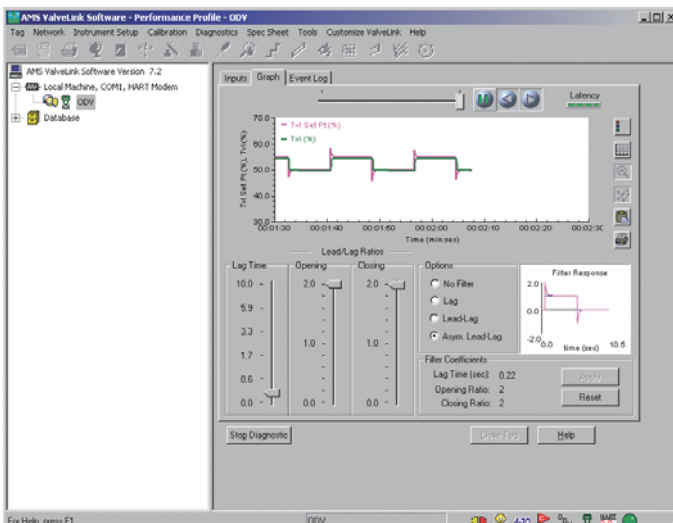 AMS ValveLink Software - Performance Profile - ODV
Tag Network Instrument Setup Calibration Diagnostics Spec Sheet Tools Customize ValveLink Help
AMS ValveLink Software Version 7.2
Local Machine, COM1, HART Modem
ODV
Database
Inputs Graph Event Log
Latency
Tvl Set Pt (%), Tvl (%)
70.0
60.0
50.0
40.0
30.0
Tvl Set Pt (%)
Tvl (%)
00:01:30 00:01:40 00:01:50 00:02:00 00:02:10 00:02:20 00:02:30
Time (min:sec)
Lead/Lag Ratios
Lag Time Opening Closing
10.0 2.0 2.0
5.9
3.3
1.7 1.0 1.0
0.6
0.0 0.0 0.0
Options
No Filter
Lag
Lead-Lag
Asym. Lead-Lag
Filter Response
2.0
0.0
-2.0
0.0 time (sec) 10.5
Filter Coefficients
Lag Time (sec): 0.22
Opening Ratio: 2
Closing Ratio: 2
Apply
Reset
Stop Diagnostic
Close Tag
Help
For Help, press F1
ODV
4-20
HART